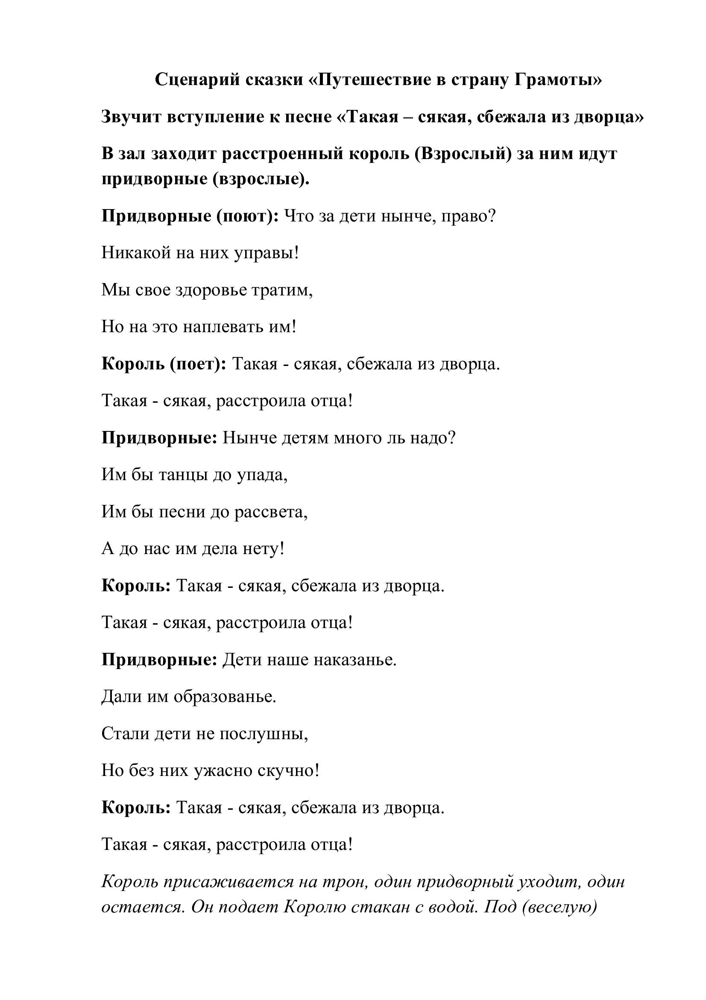 Сценарий сказки «Путешествие в страну Грамоты»
Звучит вступление к песне «Такая – сякая, сбежала из дворца»
В зал заходит расстроенный король (Взрослый) за ним идут
придворные (взрослые).
Придворные (поют): Что за дети нынче, право?
Никакой на них управы!
Мы свое здоровье тратим,
Но на это наплевать им!
Король (поет): Такая - сякая, сбежала из дворца.
Такая - сякая, расстроила отца!
Придворные: Нынче детям много ль надо?
Им бы танцы до упада,
Им бы песни до рассвета,
А до нас им дела нету!
Король: Такая - сякая, сбежала из дворца.
Такая - сякая, расстроила отца!
Придворные: Дети наше наказанье.
Дали им образованье.
Стали дети не послушны,
Но без них ужасно скучно!
Король: Такая - сякая, сбежала из дворца.
Такая - сякая, расстроила отца!
Король присаживается на трон, один придворный уходит, один
остается. Он подает Королю стакан с водой. Под (веселую)